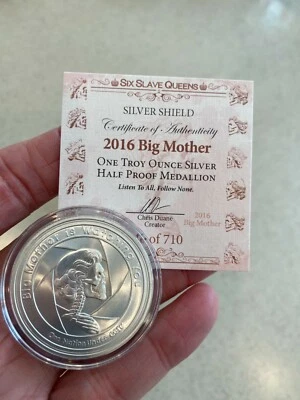 SIX SLAVE QUEENS
SILVER SHIELD
Certificate of Authenticity
2016 Big Mother
ONE TROY OUNCE SILVER
HALF PROOF MEDALLION
Listen To All, Follow None.
Chris Duane
Creator
2016
Big Mother
of 710
Big Mother is Watching You
One Nation Under